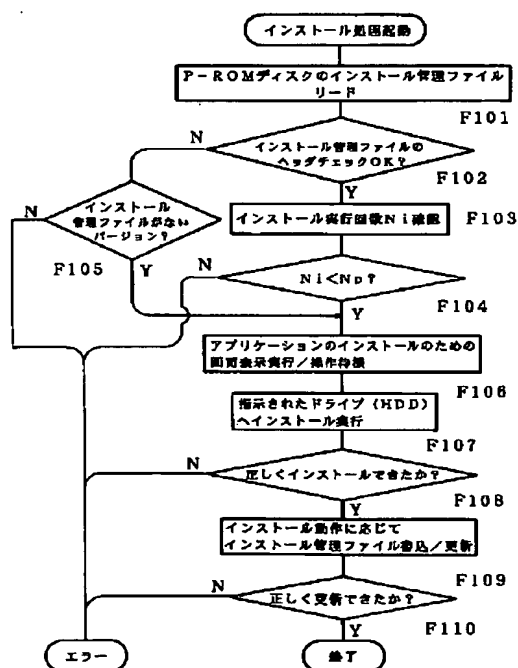 インストール処理起動
P-ROMディスクのインストール管理ファイル
リード
F101
インストール管理ファイルの
ヘッダチェックOK?
F102
N
Y
インストール
管理ファイルがない
バージョン?
F105
N
Y
インストール実行回数Ni確認
F103
Ni<Np?
F104
N
Y
アプリケーションのインストールのための
画面表示実行/操作待機
F106
指示されたドライブ(HDD)
へインストール実行
F107
正しくインストールできたか?
F108
N
Y
インストール動作に応じて
インストール管理ファイル書込/更新
F109
正しく更新できたか?
F110
N
Y
エラー
終了